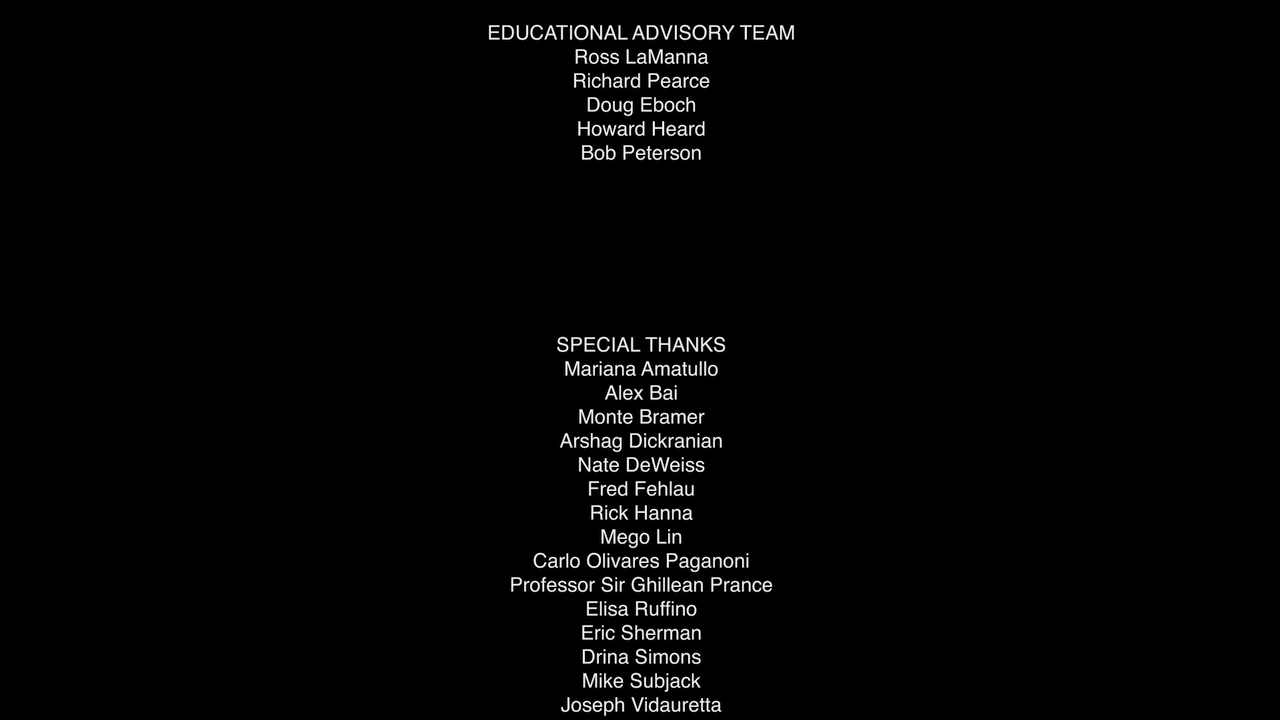 EDUCATIONAL ADVISORY TEAM
Ross LaManna
Richard Pearce
Doug Eboch
Howard Heard
Bob Peterson
SPECIAL THANKS
Mariana Amatullo
Alex Bai
Monte Bramer
Arshag Dickranian
Nate DeWeiss
Fred Fehlau
Rick Hanna
Mego Lin
Carlo Olivares Paganoni
Professor Sir Ghillean Prance
Elisa Ruffino
Eric Sherman
Drina Simons
Mike Subjack
Joseph Vidauretta